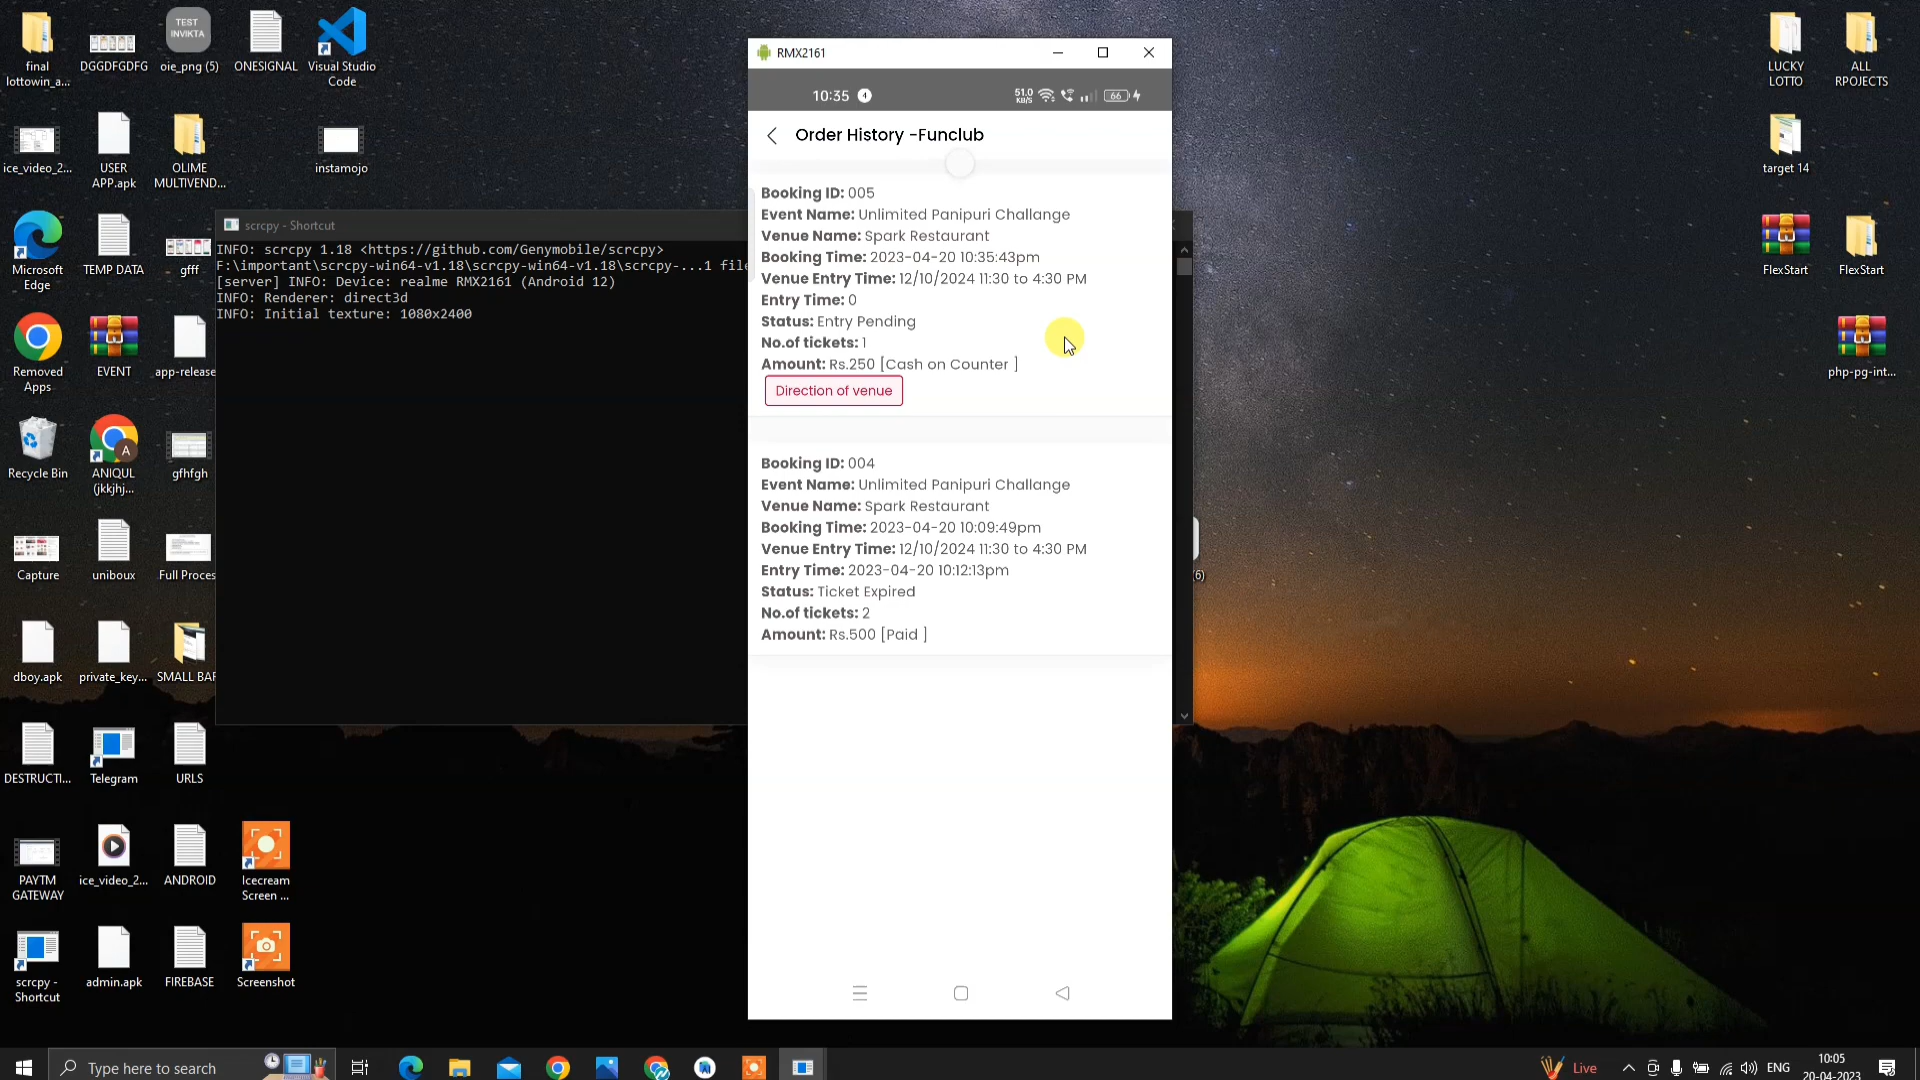 final
lottowin_a...
DGGDFGDFG
TEST
INVIKTA
oie_png (5)
ONESIGNAL
Visual Studio
Code
ice_video_2...
USER
APP.apk
OLIME
MULTIVEND...
instamojo
Microsoft
Edge
TEMP DATA
gfff
Removed
Apps
EVENT
app-release
Recycle Bin
A
ANIQUL
(jkkjhj...
gfhfgh
Capture
uniboux
Full Proces
dboy.apk
private_key...
SMALL BAR
DESTRUCTI...
Telegram
URLS
PAYTM
GATEWAY
ice_video_2...
ANDROID
Icecream
Screen ...
scrcpy -
Shortcut
admin.apk
FIREBASE
Screenshot
scrcpy - Shortcut
INFO: scrcpy 1.18 <https://github.com/Genymobile/scrcpy>
F:\important\scrcpy-win64-v1.18\scrcpy-win64-v1.18\scrcpy-...1 file
[server] INFO: Device: realme RMX2161 (Android 12)
INFO: Renderer: direct3d
INFO: Initial texture: 1080x2400
RMX2161
10:35 4 51.0 KB/S 66
Order History -Funclub
Booking ID: 005
Event Name: Unlimited Panipuri Challange
Venue Name: Spark Restaurant
Booking Time: 2023-04-20 10:35:43pm
Venue Entry Time: 12/10/2024 11:30 to 4:30 PM
Entry Time: 0
Status: Entry Pending
No.of tickets: 1
Amount: Rs.250 [Cash on Counter ]
Direction of venue
Booking ID: 004
Event Name: Unlimited Panipuri Challange
Venue Name: Spark Restaurant
Booking Time: 2023-04-20 10:09:49pm
Venue Entry Time: 12/10/2024 11:30 to 4:30 PM
Entry Time: 2023-04-20 10:12:13pm
Status: Ticket Expired
No.of tickets: 2
Amount: Rs.500 [Paid ]
(6)
LUCKY
LOTTO
ALL
RPOJECTS
target 14
FlexStart
FlexStart
php-pg-int...
Type here to search
Live
ENG
10:05
20-04-2023